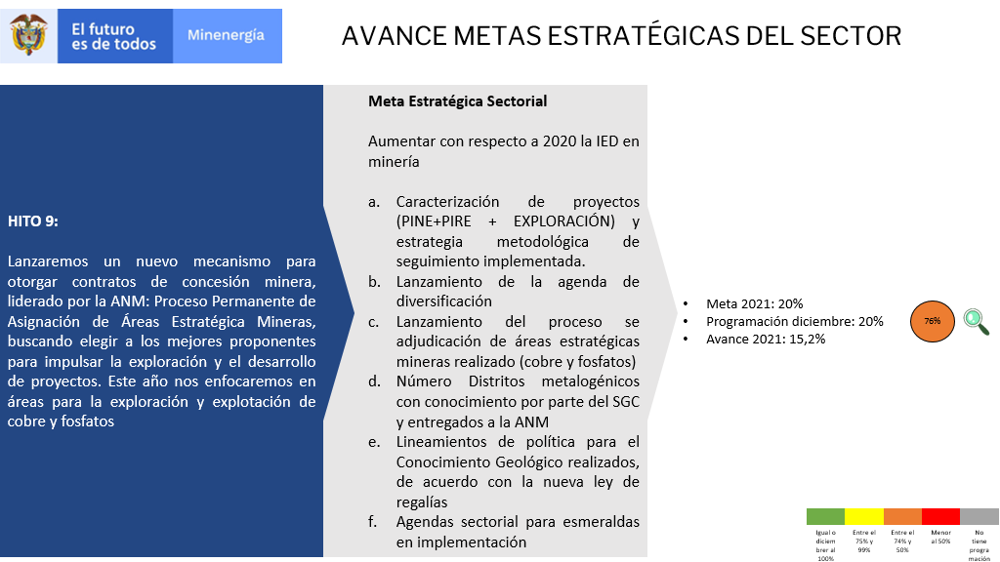 El futuro
es de todos
Minenergía
AVANCE METAS ESTRATÉGICAS DEL SECTOR
HITO 9:
Lanzaremos un nuevo mecanismo para
otorgar contratos de concesión minera,
liderado por la ANM: Proceso Permanente de
Asignación de Áreas Estratégica Mineras,
buscando elegir a los mejores proponentes
para impulsar la exploración y el desarrollo
de proyectos. Este año nos enfocaremos en
áreas para la exploración y explotación de
cobre y fosfatos
Meta Estratégica Sectorial
Aumentar con respecto a 2020 la IED en
minería
a. Caracterización de proyectos
(PINE+PIRE + EXPLORACIÓN) y
estrategia metodológica de
seguimiento implementada.
b. Lanzamiento de la agenda de
diversificación
c. Lanzamiento del proceso se
adjudicación de áreas estratégicas
mineras realizado (cobre y fosfatos)
d. Número Distritos metalogénicos
con conocimiento por parte del SGC
y entregados a la ANM
e. Lineamientos de política para el
Conocimiento Geológico realizados,
de acuerdo con la nueva ley de
regalías
f. Agendas sectorial para esmeraldas
en implementación
• Meta 2021: 20%
• Programación diciembre: 20%
• Avance 2021: 15,2%
76%
Igual o
diciem
brer al
100%
Entre el
75% y
99%
Entre el
74% y
50%
Menor
al 50%
No
tiene
progra
mación